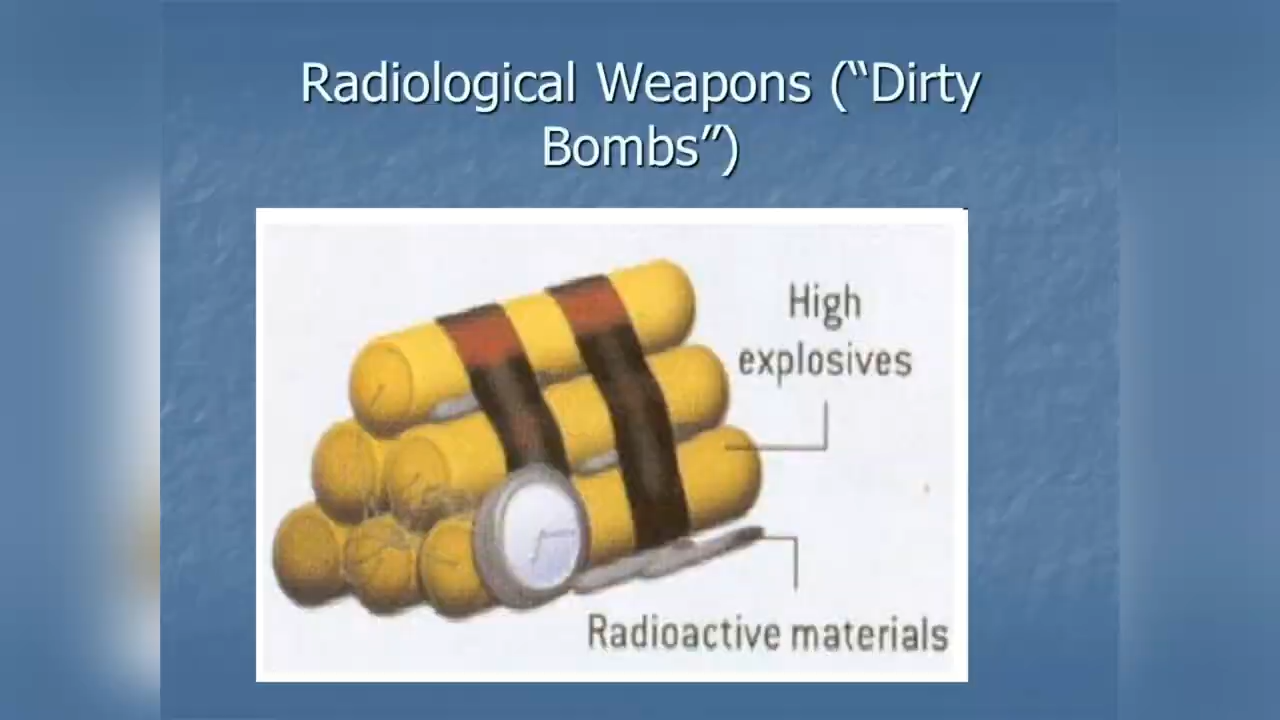 Radiological Weapons (“Dirty
Bombs”)
High
explosives
Radioactive materials